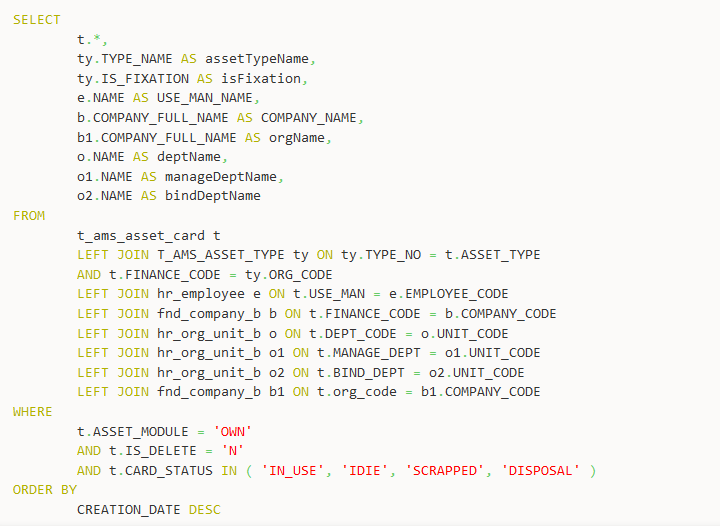 SELECT
t.*,
ty.TYPE_NAME AS assetTypeName,
ty.IS_FIXATION AS isFixation,
e.NAME AS USE_MAN_NAME,
b.COMPANY_FULL_NAME AS COMPANY_NAME,
b1.COMPANY_FULL_NAME AS orgName,
o.NAME AS deptName,
o1.NAME AS manageDeptName,
o2.NAME AS bindDeptName
FROM
t_ams_asset_card t
LEFT JOIN T_AMS_ASSET_TYPE ty ON ty.TYPE_NO = t.ASSET_TYPE
AND t.FINANCE_CODE = ty.ORG_CODE
LEFT JOIN hr_employee e ON t.USE_MAN = e.EMPLOYEE_CODE
LEFT JOIN fnd_company_b b ON t.FINANCE_CODE = b.COMPANY_CODE
LEFT JOIN hr_org_unit_b o ON t.DEPT_CODE = o.UNIT_CODE
LEFT JOIN hr_org_unit_b o1 ON t.MANAGE_DEPT = o1.UNIT_CODE
LEFT JOIN hr_org_unit_b o2 ON t.BIND_DEPT = o2.UNIT_CODE
LEFT JOIN fnd_company_b b1 ON t.org_code = b1.COMPANY_CODE
WHERE
t.ASSET_MODULE = 'OWN'
AND t.IS_DELETE = 'N'
AND t.CARD_STATUS IN ( 'IN_USE', 'IDIE', 'SCRAPPED', 'DISPOSAL' )
ORDER BY
CREATION_DATE DESC